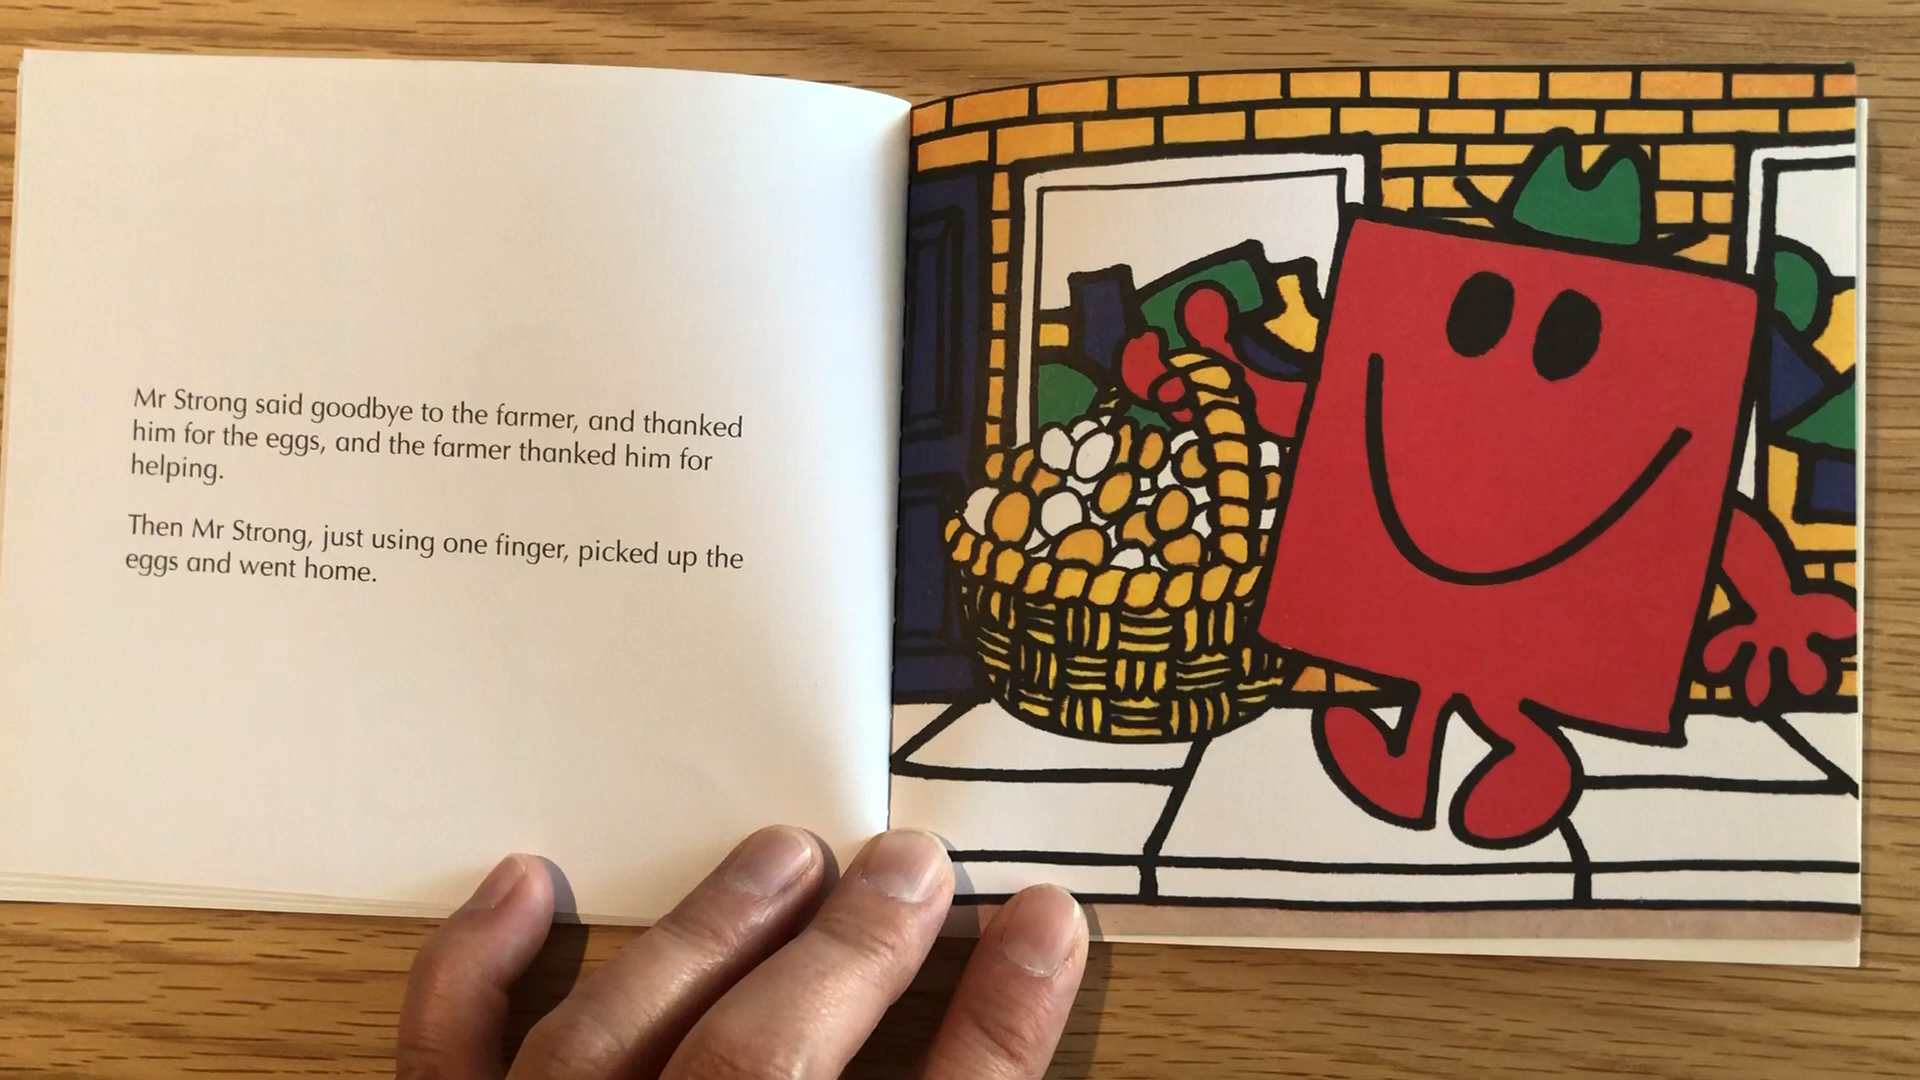 Mr Strong said goodbye to the farmer, and thanked
him for the eggs, and the farmer thanked him for
helping.
Then Mr Strong, just using one finger, picked up the
eggs and went home.